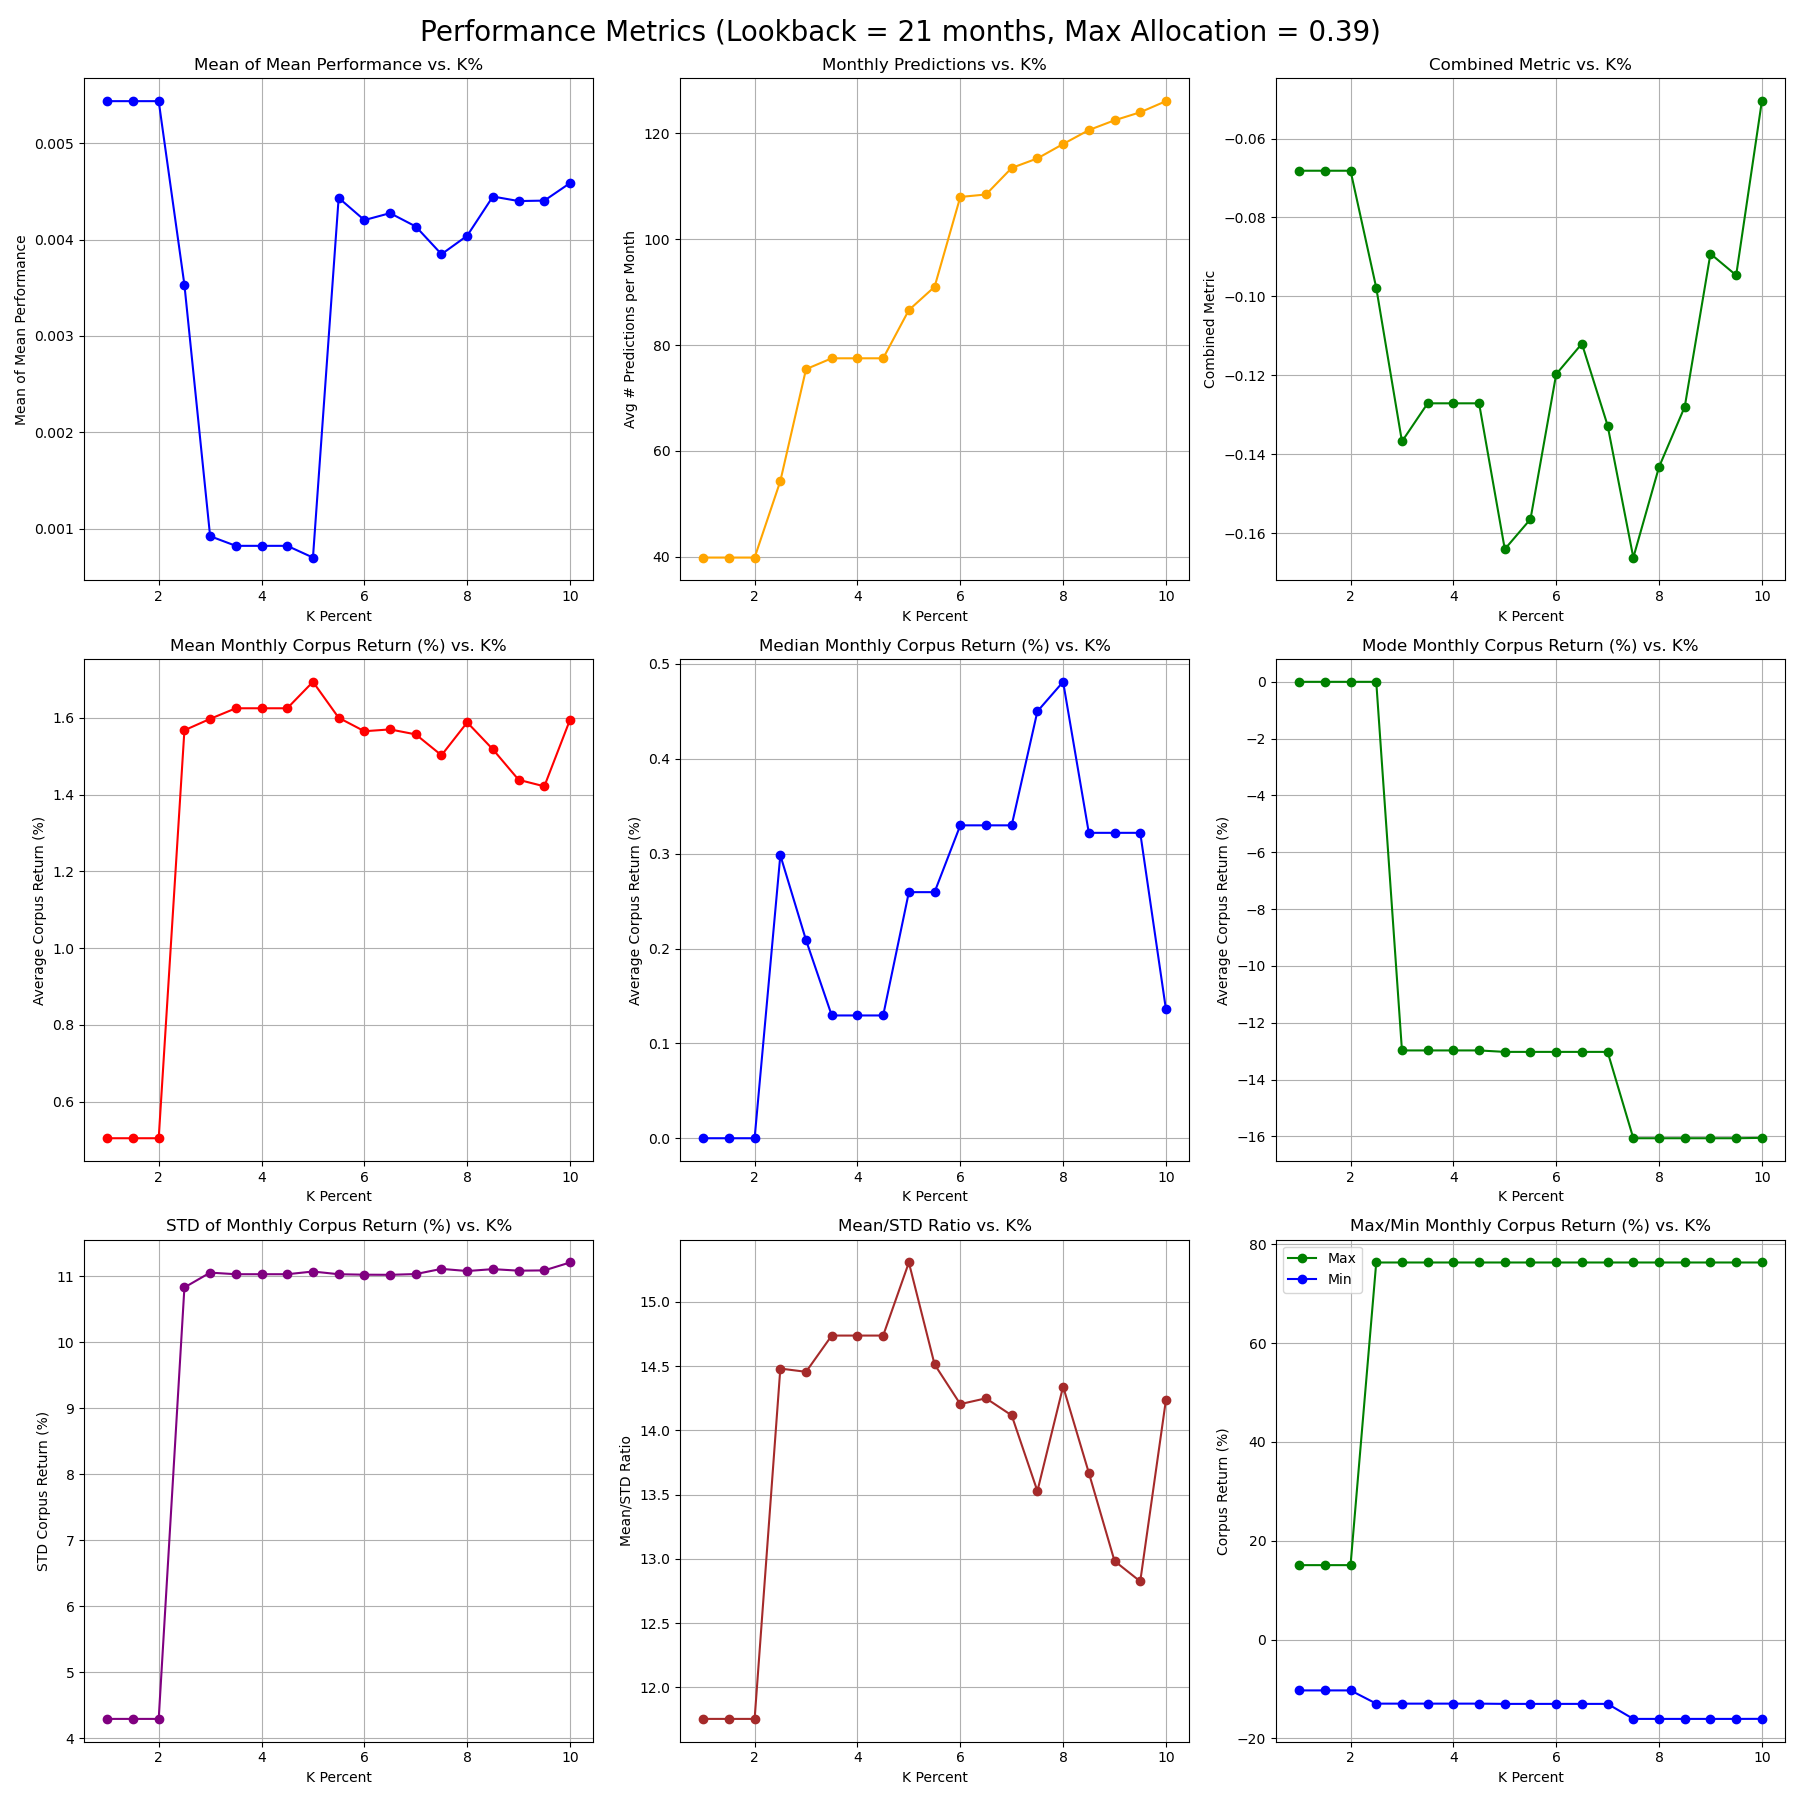 Performance Metrics (Lookback = 21 months, Max Allocation = 0.39)
Mean of Mean Performance vs. K%
Mean of Mean Performance
0.005
0.004
0.003
0.002
0.001
2 4 6 8 10
K Percent
Monthly Predictions vs. K%
Avg # Predictions per Month
120
100
80
60
40
2 4 6 8 10
K Percent
Combined Metric vs. K%
Combined Metric
−0.06
−0.08
−0.10
−0.12
−0.14
−0.16
2 4 6 8 10
K Percent
Mean Monthly Corpus Return (%) vs. K%
Average Corpus Return (%)
1.6
1.4
1.2
1.0
0.8
0.6
2 4 6 8 10
K Percent
Median Monthly Corpus Return (%) vs. K%
Average Corpus Return (%)
0.5
0.4
0.3
0.2
0.1
0.0
2 4 6 8 10
K Percent
Mode Monthly Corpus Return (%) vs. K%
Average Corpus Return (%)
0
−2
−4
−6
−8
−10
−12
−14
−16
2 4 6 8 10
K Percent
STD of Monthly Corpus Return (%) vs. K%
STD Corpus Return (%)
11
10
9
8
7
6
5
4
2 4 6 8 10
K Percent
Mean/STD Ratio vs. K%
Mean/STD Ratio
15.0
14.5
14.0
13.5
13.0
12.5
12.0
2 4 6 8 10
K Percent
Max/Min Monthly Corpus Return (%) vs. K%
Corpus Return (%)
Max
Min
80
60
40
20
0
−20
2 4 6 8 10
K Percent